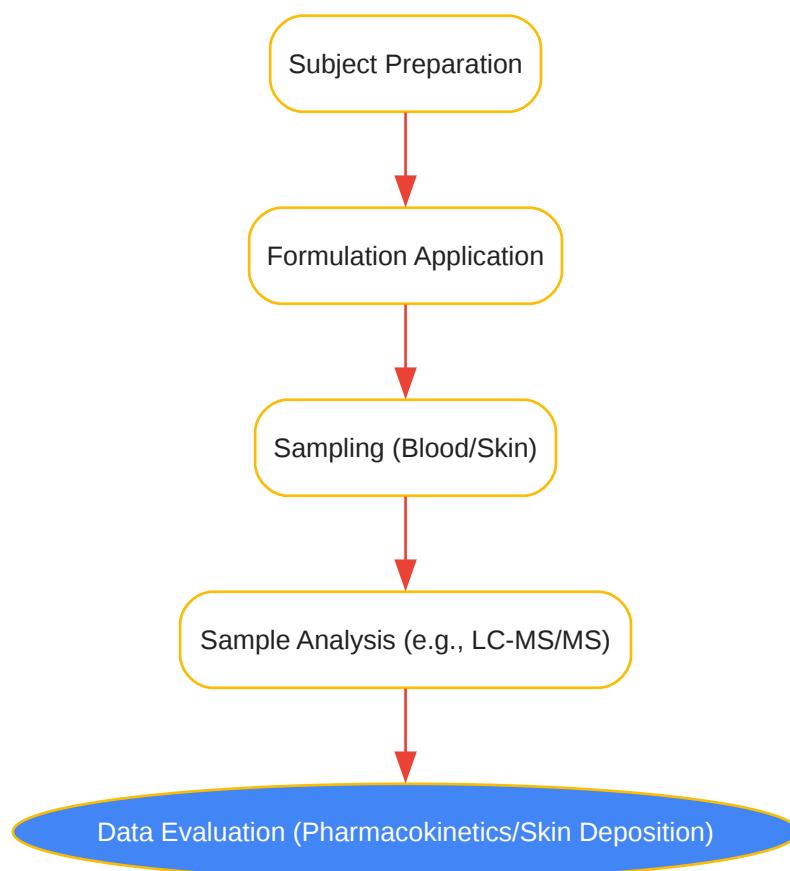 Subject Preparation
Formulation Application
Sampling (Blood/Skin)
Sample Analysis (e.g., LC-MS/MS)
Data Evaluation (Pharmacokinetics/Skin Deposition)